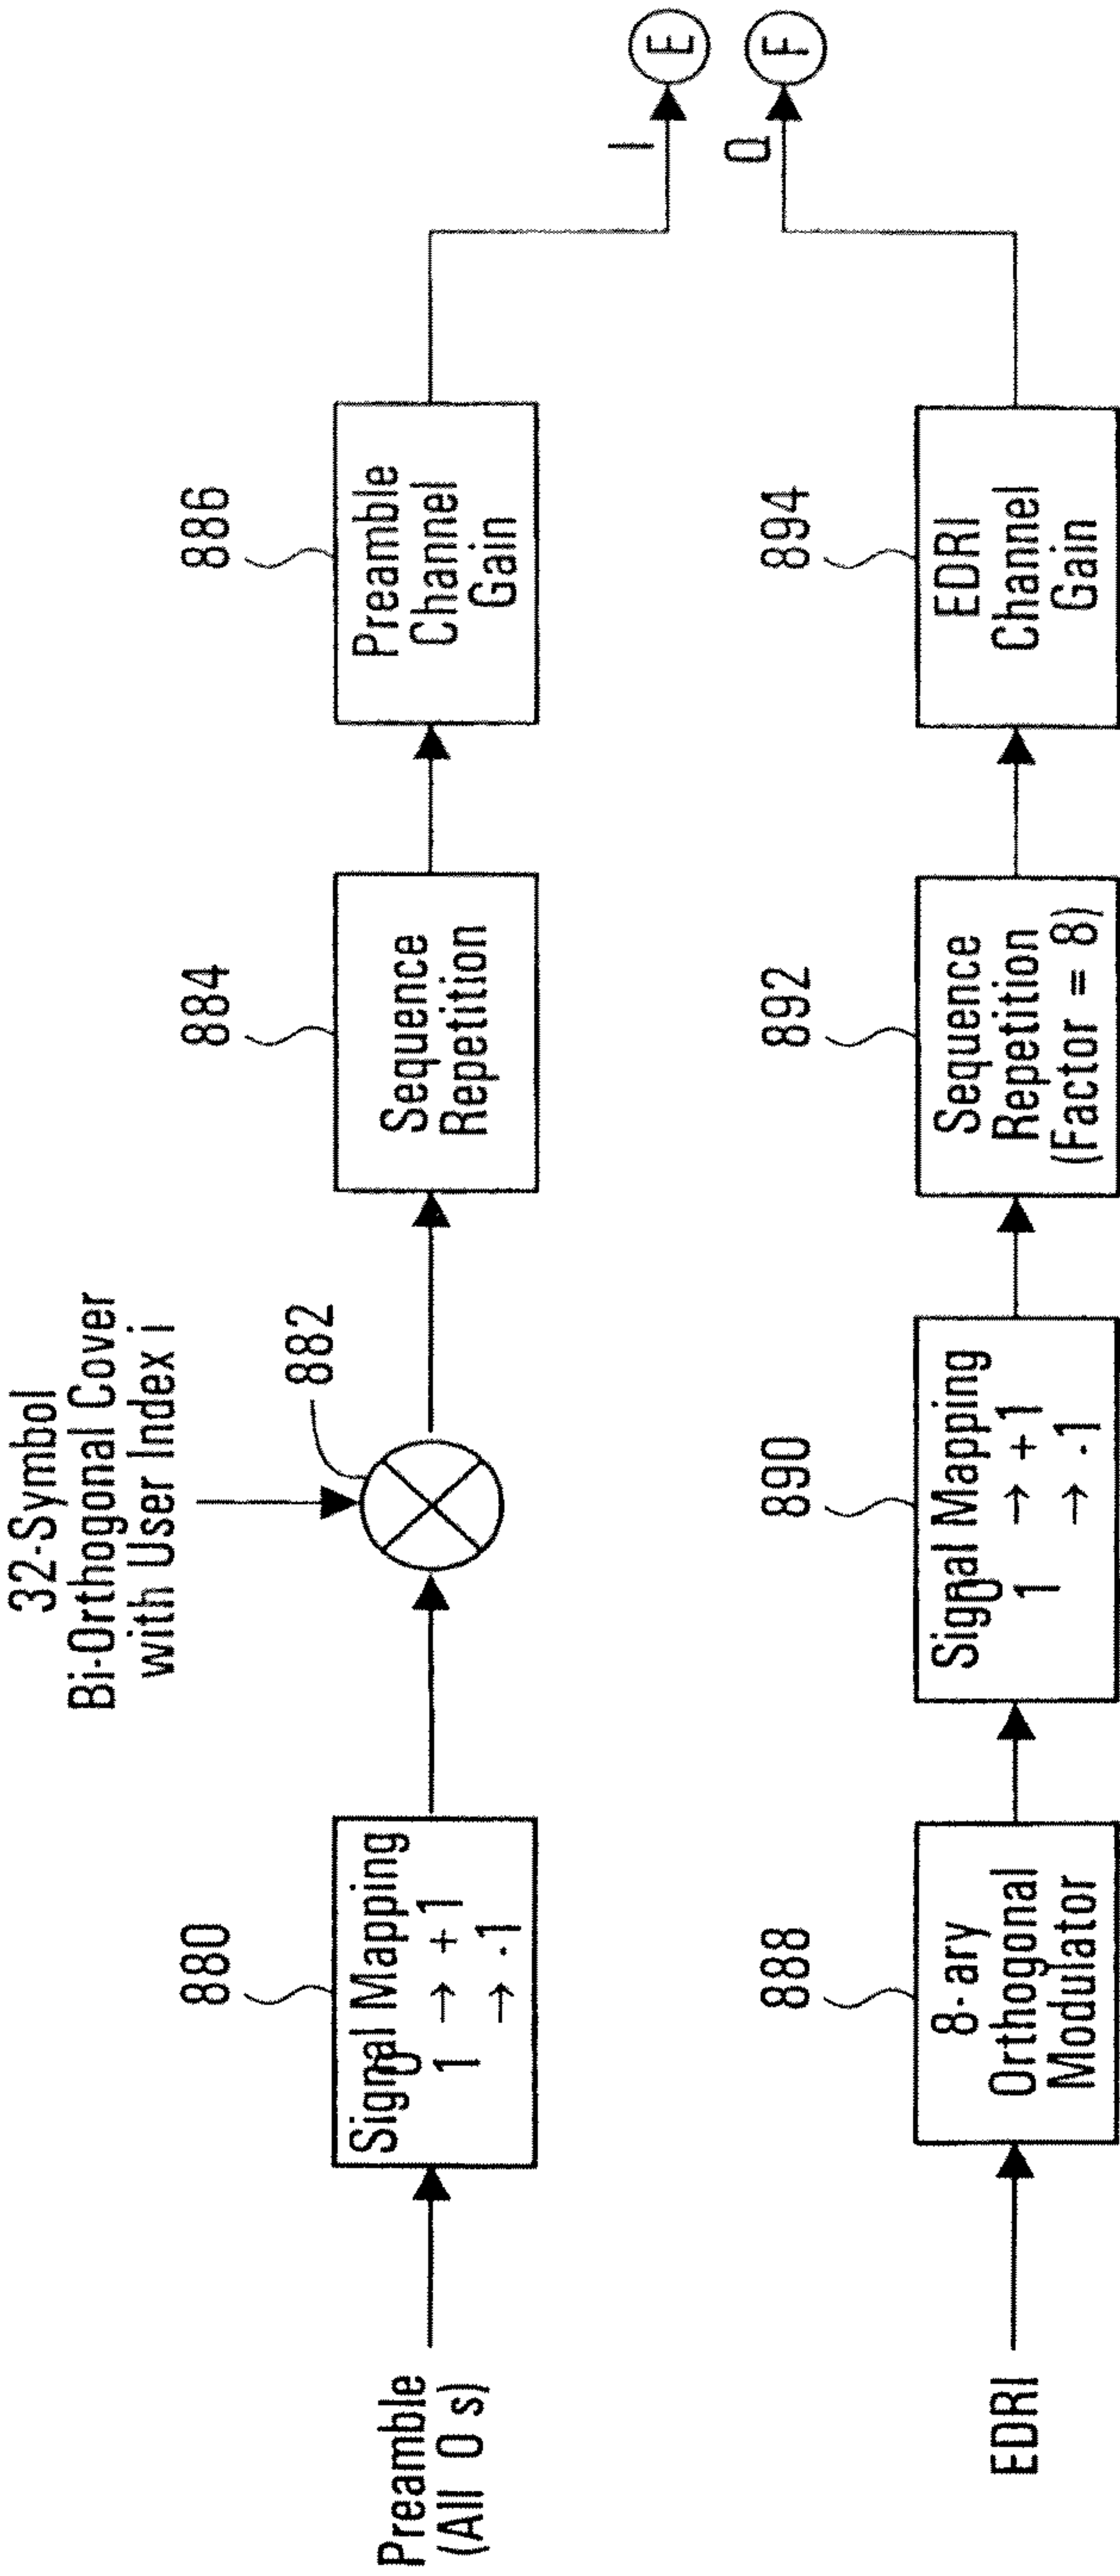 32-Symbol
Bi-Orthogonal Cover
with User Index i
880
882
884
886
Preamble
(All 0 s)
Signal Mapping
0
1 → +1
→ -1
Sequence
Repetition
Preamble
Channel
Gain
I
E
Q
F
888
890
892
894
EDRI
8-ary
Orthogonal
Modulator
Signal Mapping
0
1 → +1
→ -1
Sequence
Repetition
(Factor = 8)
EDRI
Channel
Gain